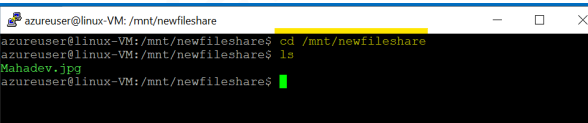 azureuser@linux-VM: /mnt/newfileshare
azureuser@linux-VM:/mnt/newfileshare$ cd /mnt/newfileshare
azureuser@linux-VM:/mnt/newfileshare$ ls
Mahadev.jpg
azureuser@linux-VM:/mnt/newfileshare$